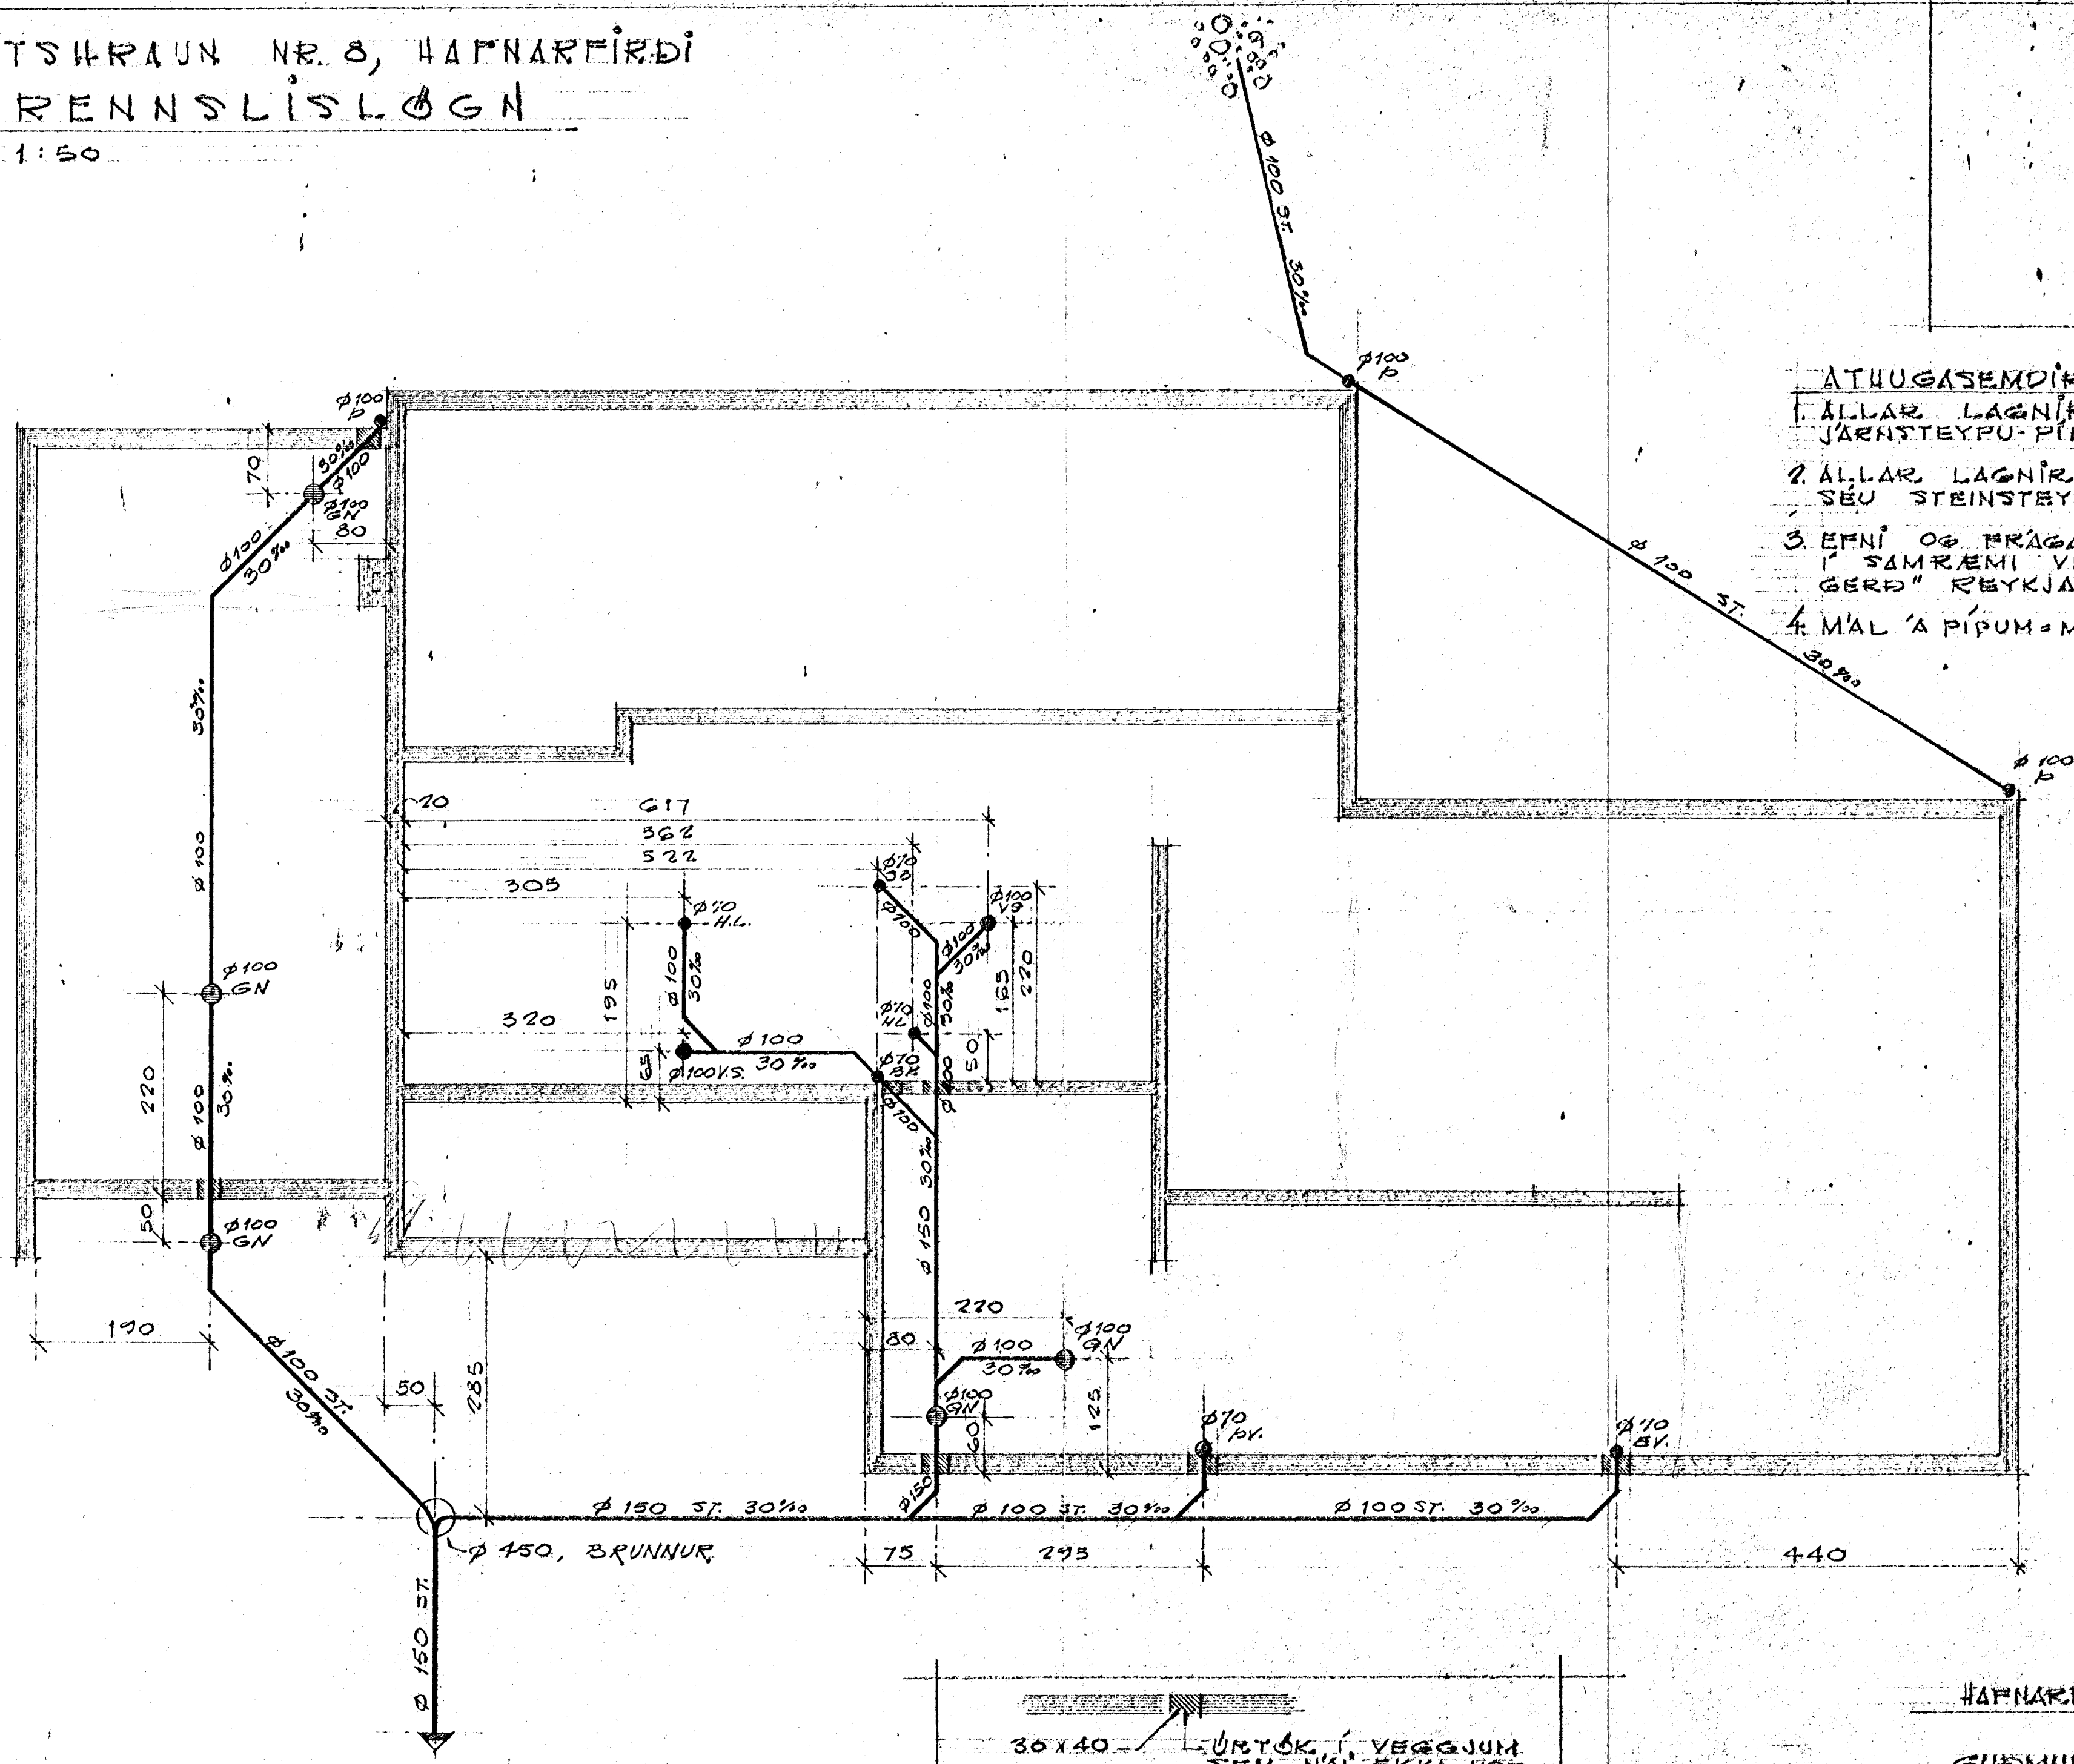 TSHRAUN NR. 8, HAFNARFIRÐI
RENNSLISLÖGN
1:50
Ø 100 ST. 30‰
Ø100
Þ
Ø 100 ST. 30‰
Ø 100
Þ
ATHUGASEMDIR
1. ALLAR LAGNIR
JÁRNSTEYPU-PÍ
2. ALLAR LAGNIR
SÉU STEINSTEY
3. EFNI OG FRÁGA
Í SAMRÆMI V
GERÐ" REYKJA
4. MÁL Á PÍPUM = M
Ø100
Þ
70
30‰
Ø100
Ø100
GN
80
Ø100
30‰
30‰
Ø 100
Ø100
GN
220
Ø 100
30‰
50
Ø100
GN
190
Ø100 ST.
30‰
50
285
20
617
362
522
305
Ø70
H.L.
195
Ø 100
30‰
320
65
Ø100 V.S.
Ø 100
30‰
Ø70
Ø100
Ø100
VS
Ø100
30‰
165
220
Ø70
HL
Ø100
30‰
50
Ø70
Ø100
Ø100
Ø 150 30‰
220
80
Ø 100
30‰
Ø100
GN
Ø100
GN
60
125
Ø70
ÞV.
Ø70
Ø 150 ST. 30‰
Ø150
Ø 100 ST. 30‰
Ø 100 ST. 30‰
Ø 450, BRUNNUR
75
295
440
Ø 150 ST.
30 x 40
ÚRTÖK Í VEGGJUM
HAFNAR